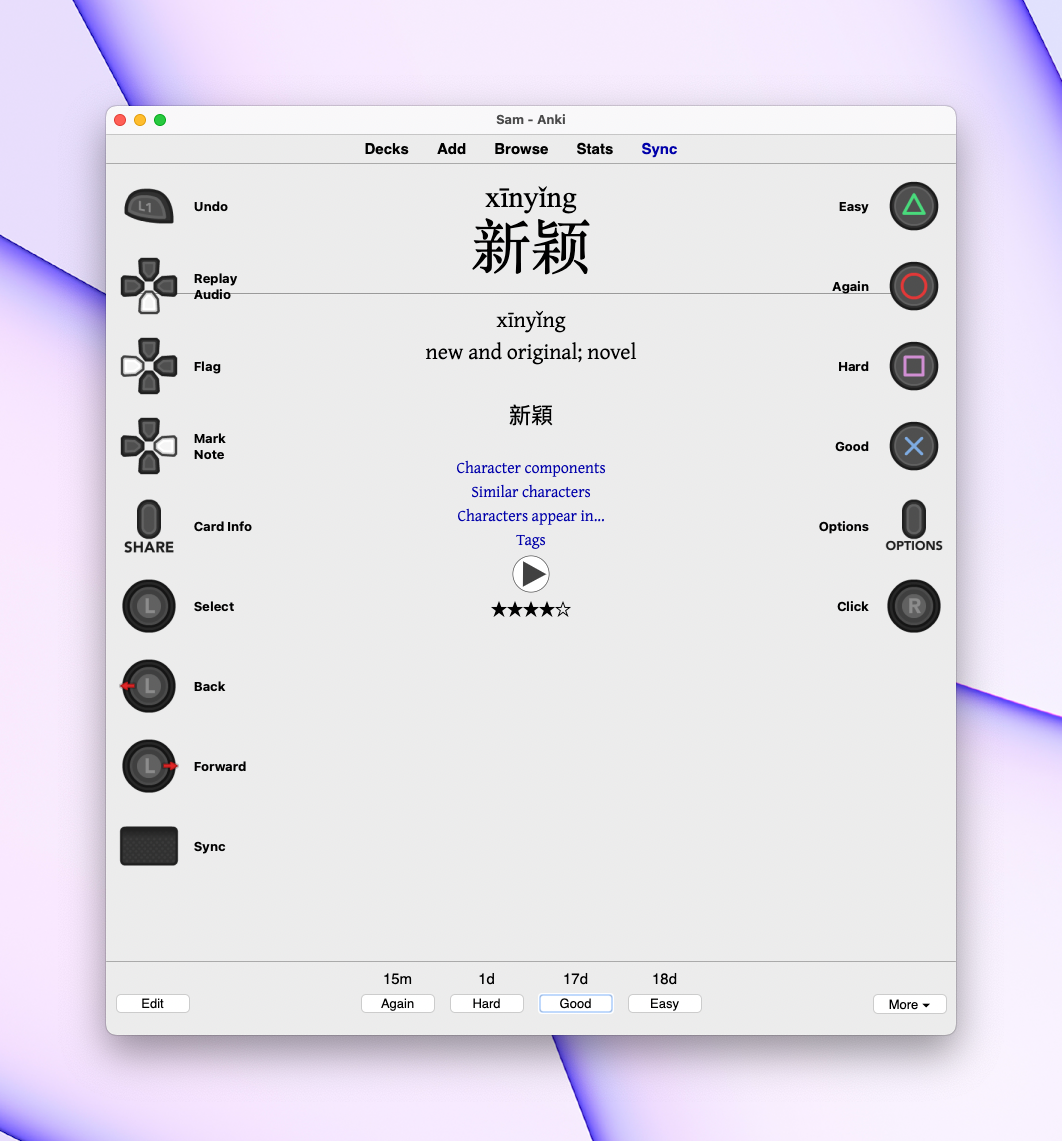 Sam - Anki
Decks Add Browse Stats Sync
L1 Undo
Replay
Audio
Flag
Mark
Note
Card Info
SHARE
L Select
L Back
L Forward
Sync
xīnyǐng
新颖
xīnyǐng
new and original; novel
新穎
Character components
Similar characters
Characters appear in...
Tags
★★★★☆
Easy
Again
Hard
Good
Options
OPTIONS
Click R
15m 1d 17d 18d
Edit Again Hard Good Easy More